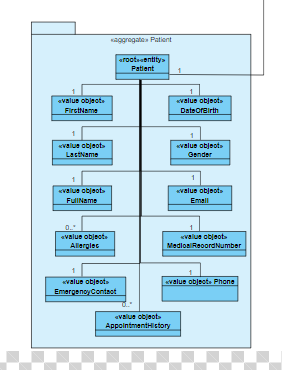 «aggregate» Patient
«root»«entity»
Patient
1
1
1
«value object»
FirstName
«value object»
DateOfBirth
1
1
«value object»
LastName
«value object»
Gender
1
1
«value object»
FullName
«value object»
Email
0..*
1
«value object»
Allergies
«value object»
MedicalRecordNumber
1
1
«value object»
EmergencyContact
«value object» Phone
0..*
«value object»
AppointmentHistory